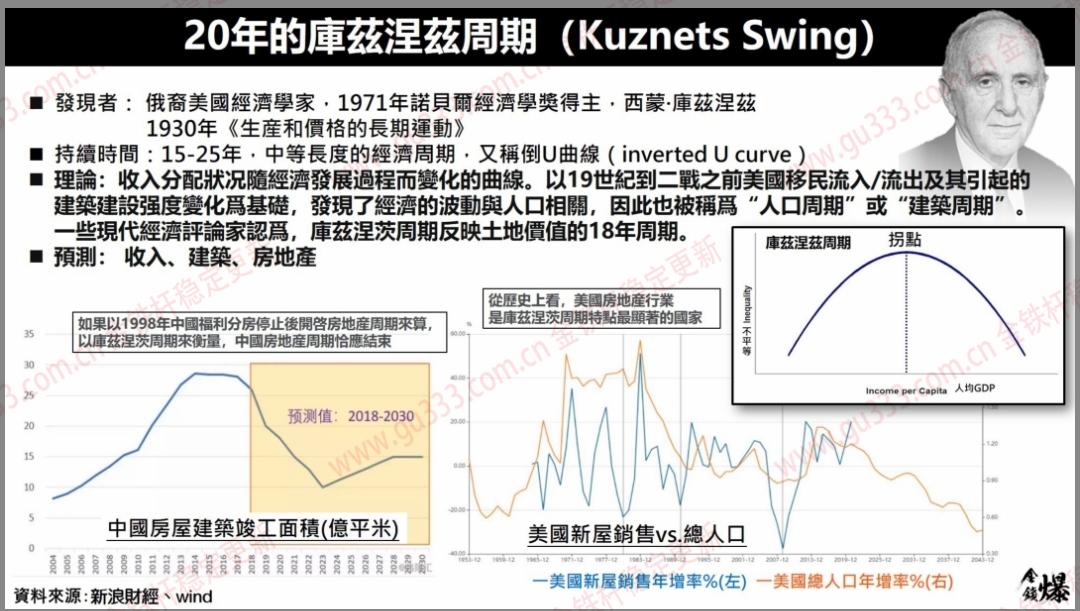 20年的庫茲涅茲周期（Kuznets Swing）
■ 發現者： 俄裔美國經濟學家，1971年諾貝爾經濟學獎得主，西蒙·庫茲涅茲
1930年《生産和價格的長期運動》
■ 持續時間：15-25年，中等長度的經濟周期，又稱倒U曲線（inverted U curve）
■ 理論：收入分配狀況隨經濟發展過程而變化的曲線。以19世紀到二戰之前美國移民流入/流出及其引起的
建築建設强度變化爲基礎，發現了經濟的波動與人口相關，因此也被稱爲“人口周期”或“建築周期”。
一些現代經濟評論家認爲，庫茲涅茨周期反映土地價值的18年周期。
■ 預測： 收入、建築、房地產
庫茲涅茲周期
拐點
不平等 Inequality
Income per Capita 人均GDP
如果以1998年中國福利分房停止後開啓房地産周期來算，
以庫茲涅茨周期來衡量，中國房地産周期恰應結束
35
30
25
20
15
10
5
0
預測值：2018-2030
中國房屋建築竣工面積(億平米)
2004 2005 2006 2007 2008 2009 2010 2011 2012 2013 2014 2015 2016 2017 2018 2019 2020 2021 2022 2023 2024 2025 2026 2027 2028 2029 2030
從歷史上看，美國房地産行業
是庫茲涅茨周期特點最顯著的國家
%
60.00
40.00
20.00
0.00
-20.00
-40.00
1.20
0.90
0.60
0.30
美國新屋銷售vs.總人口
1953-12 1959-12 1965-12 1971-12 1977-12 1983-12 1989-12 1995-12 2001-12 2007-12 2013-12 2019-12 2025-12 2031-12 2037-12 2043-12
一美國新屋銷售年增率%(左) 一美國總人口年增率%(右)
資料來源：新浪財經、wind
金錢爆
www.gu333.com.cn 金铁杆稳定更新